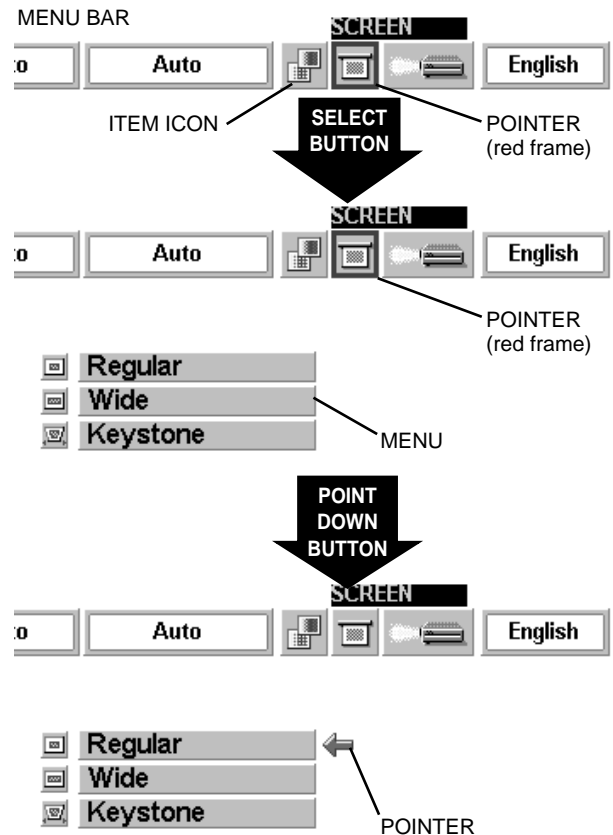 MENU BAR
SCREEN
:o Auto English
ITEM ICON
SELECT
BUTTON
POINTER
(red frame)
SCREEN
:o Auto English
POINTER
(red frame)
Regular
Wide
Keystone
MENU
POINT
DOWN
BUTTON
SCREEN
:o Auto English
Regular
Wide
Keystone
POINTER